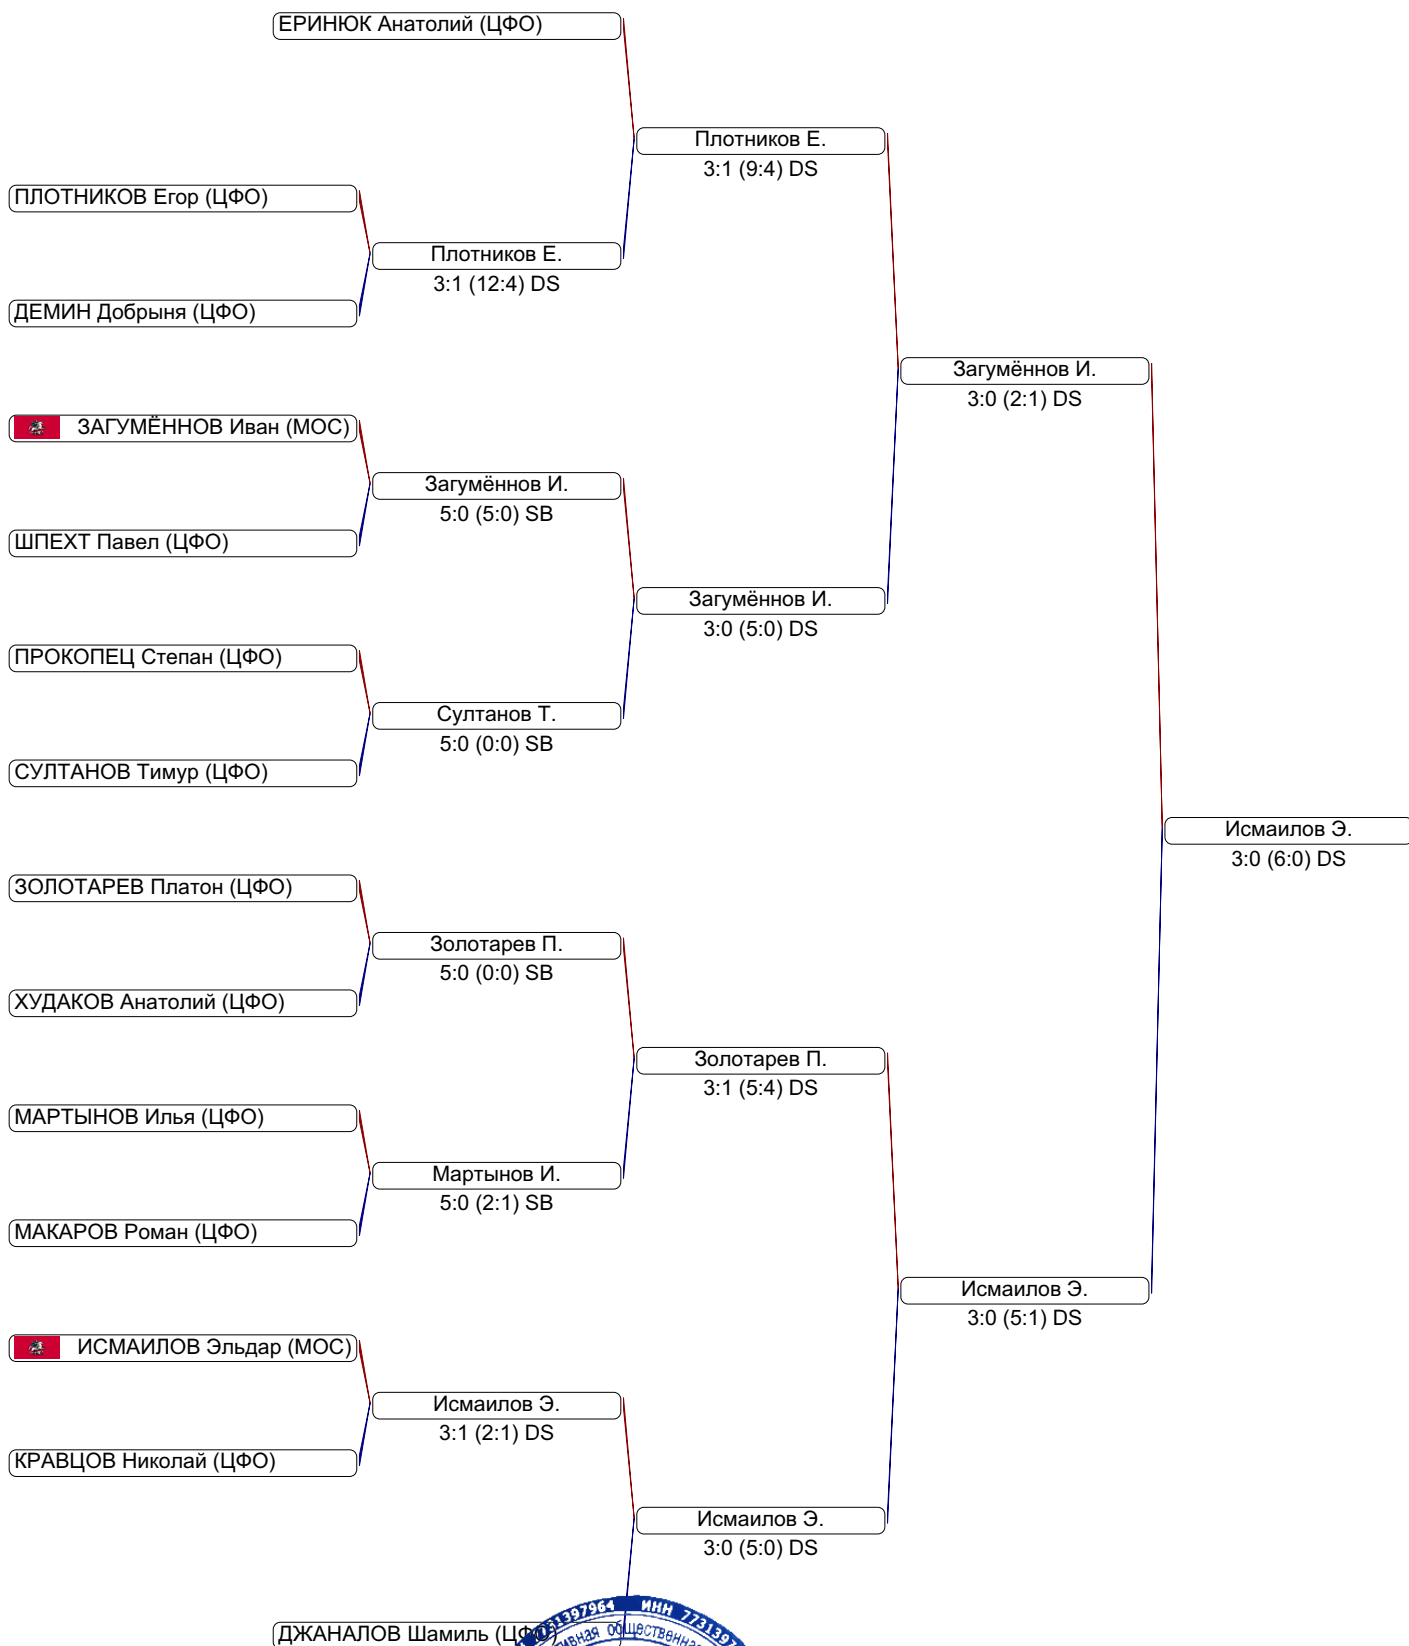 ЕРИНЮК Анатолий (ЦФО)
Плотников Е.
3:1 (9:4) DS
ПЛОТНИКОВ Егор (ЦФО)
Плотников Е.
3:1 (12:4) DS
ДЕМИН Добрыня (ЦФО)
Загумённов И.
3:0 (2:1) DS
ЗАГУМЁННОВ Иван (МОС)
Загумённов И.
5:0 (5:0) SB
ШПЕХТ Павел (ЦФО)
Загумённов И.
3:0 (5:0) DS
ПРОКОПЕЦ Степан (ЦФО)
Султанов Т.
5:0 (0:0) SB
СУЛТАНОВ Тимур (ЦФО)
Исмаилов Э.
3:0 (6:0) DS
ЗОЛОТАРЕВ Платон (ЦФО)
Золотарев П.
5:0 (0:0) SB
ХУДАКОВ Анатолий (ЦФО)
Золотарев П.
3:1 (5:4) DS
МАРТЫНОВ Илья (ЦФО)
Мартынов И.
5:0 (2:1) SB
МАКАРОВ Роман (ЦФО)
Исмаилов Э.
3:0 (5:1) DS
ИСМАИЛОВ Эльдар (МОС)
Исмаилов Э.
3:1 (2:1) DS
КРАВЦОВ Николай (ЦФО)
Исмаилов Э.
3:0 (5:0) DS
ДЖАНАЛОВ Шамиль (ЦФО)
ИНН